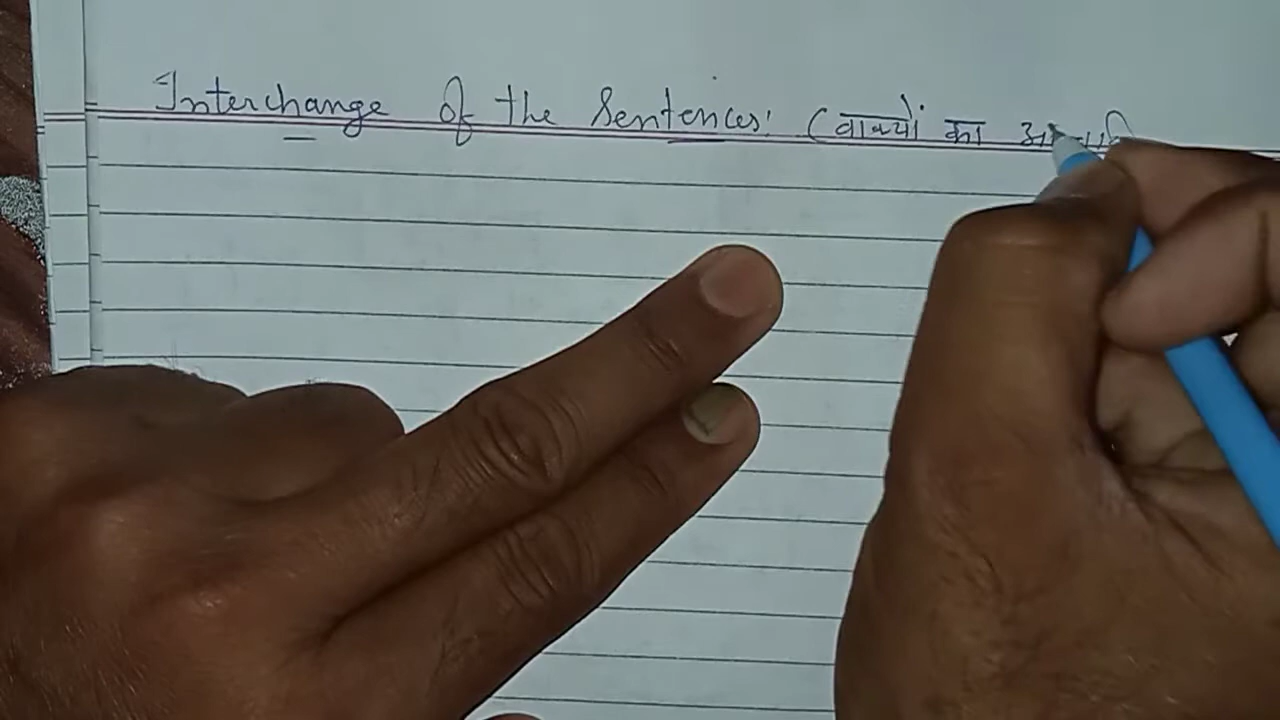 Interchange of the Sentences: (वाक्यों का